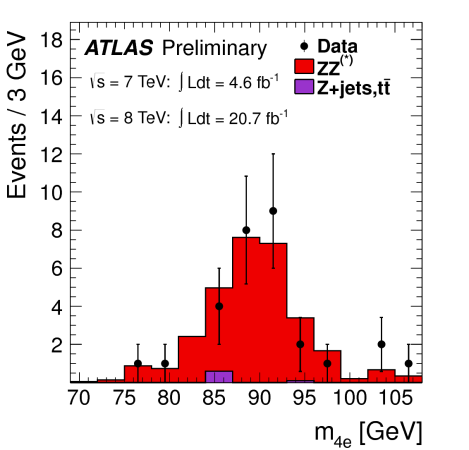 ATLAS Preliminary
√s = 7 TeV: ∫ Ldt = 4.6 fb⁻¹
√s = 8 TeV: ∫ Ldt = 20.7 fb⁻¹
Data
ZZ⁽*⁾
Z+jets,tt̄
Events / 3 GeV
18
16
14
12
10
8
6
4
2
70 75 80 85 90 95 100 105
m₄ₑ [GeV]